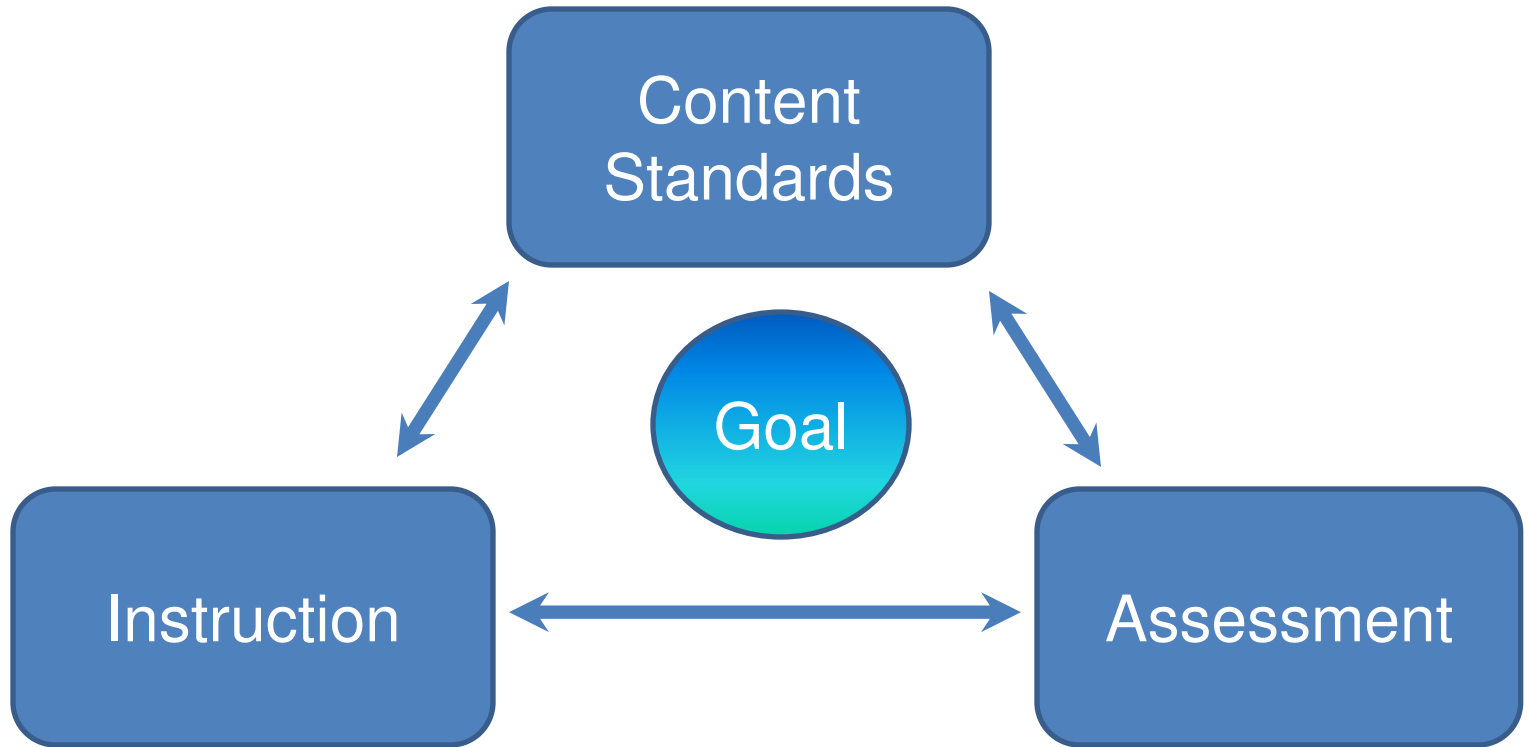 Content
Standards
Goal
Instruction
Assessment